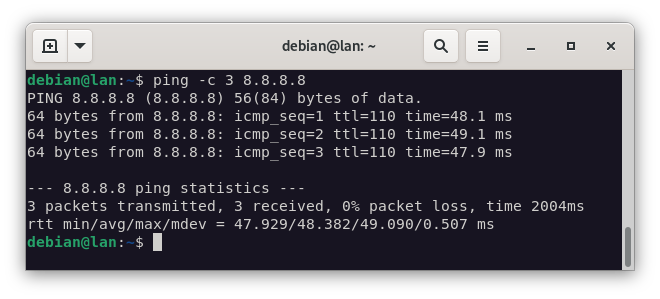 debian@lan: ~
debian@lan:~$ ping -c 3 8.8.8.8
PING 8.8.8.8 (8.8.8.8) 56(84) bytes of data.
64 bytes from 8.8.8.8: icmp_seq=1 ttl=110 time=48.1 ms
64 bytes from 8.8.8.8: icmp_seq=2 ttl=110 time=49.1 ms
64 bytes from 8.8.8.8: icmp_seq=3 ttl=110 time=47.9 ms
--- 8.8.8.8 ping statistics ---
3 packets transmitted, 3 received, 0% packet loss, time 2004ms
rtt min/avg/max/mdev = 47.929/48.382/49.090/0.507 ms
debian@lan:~$